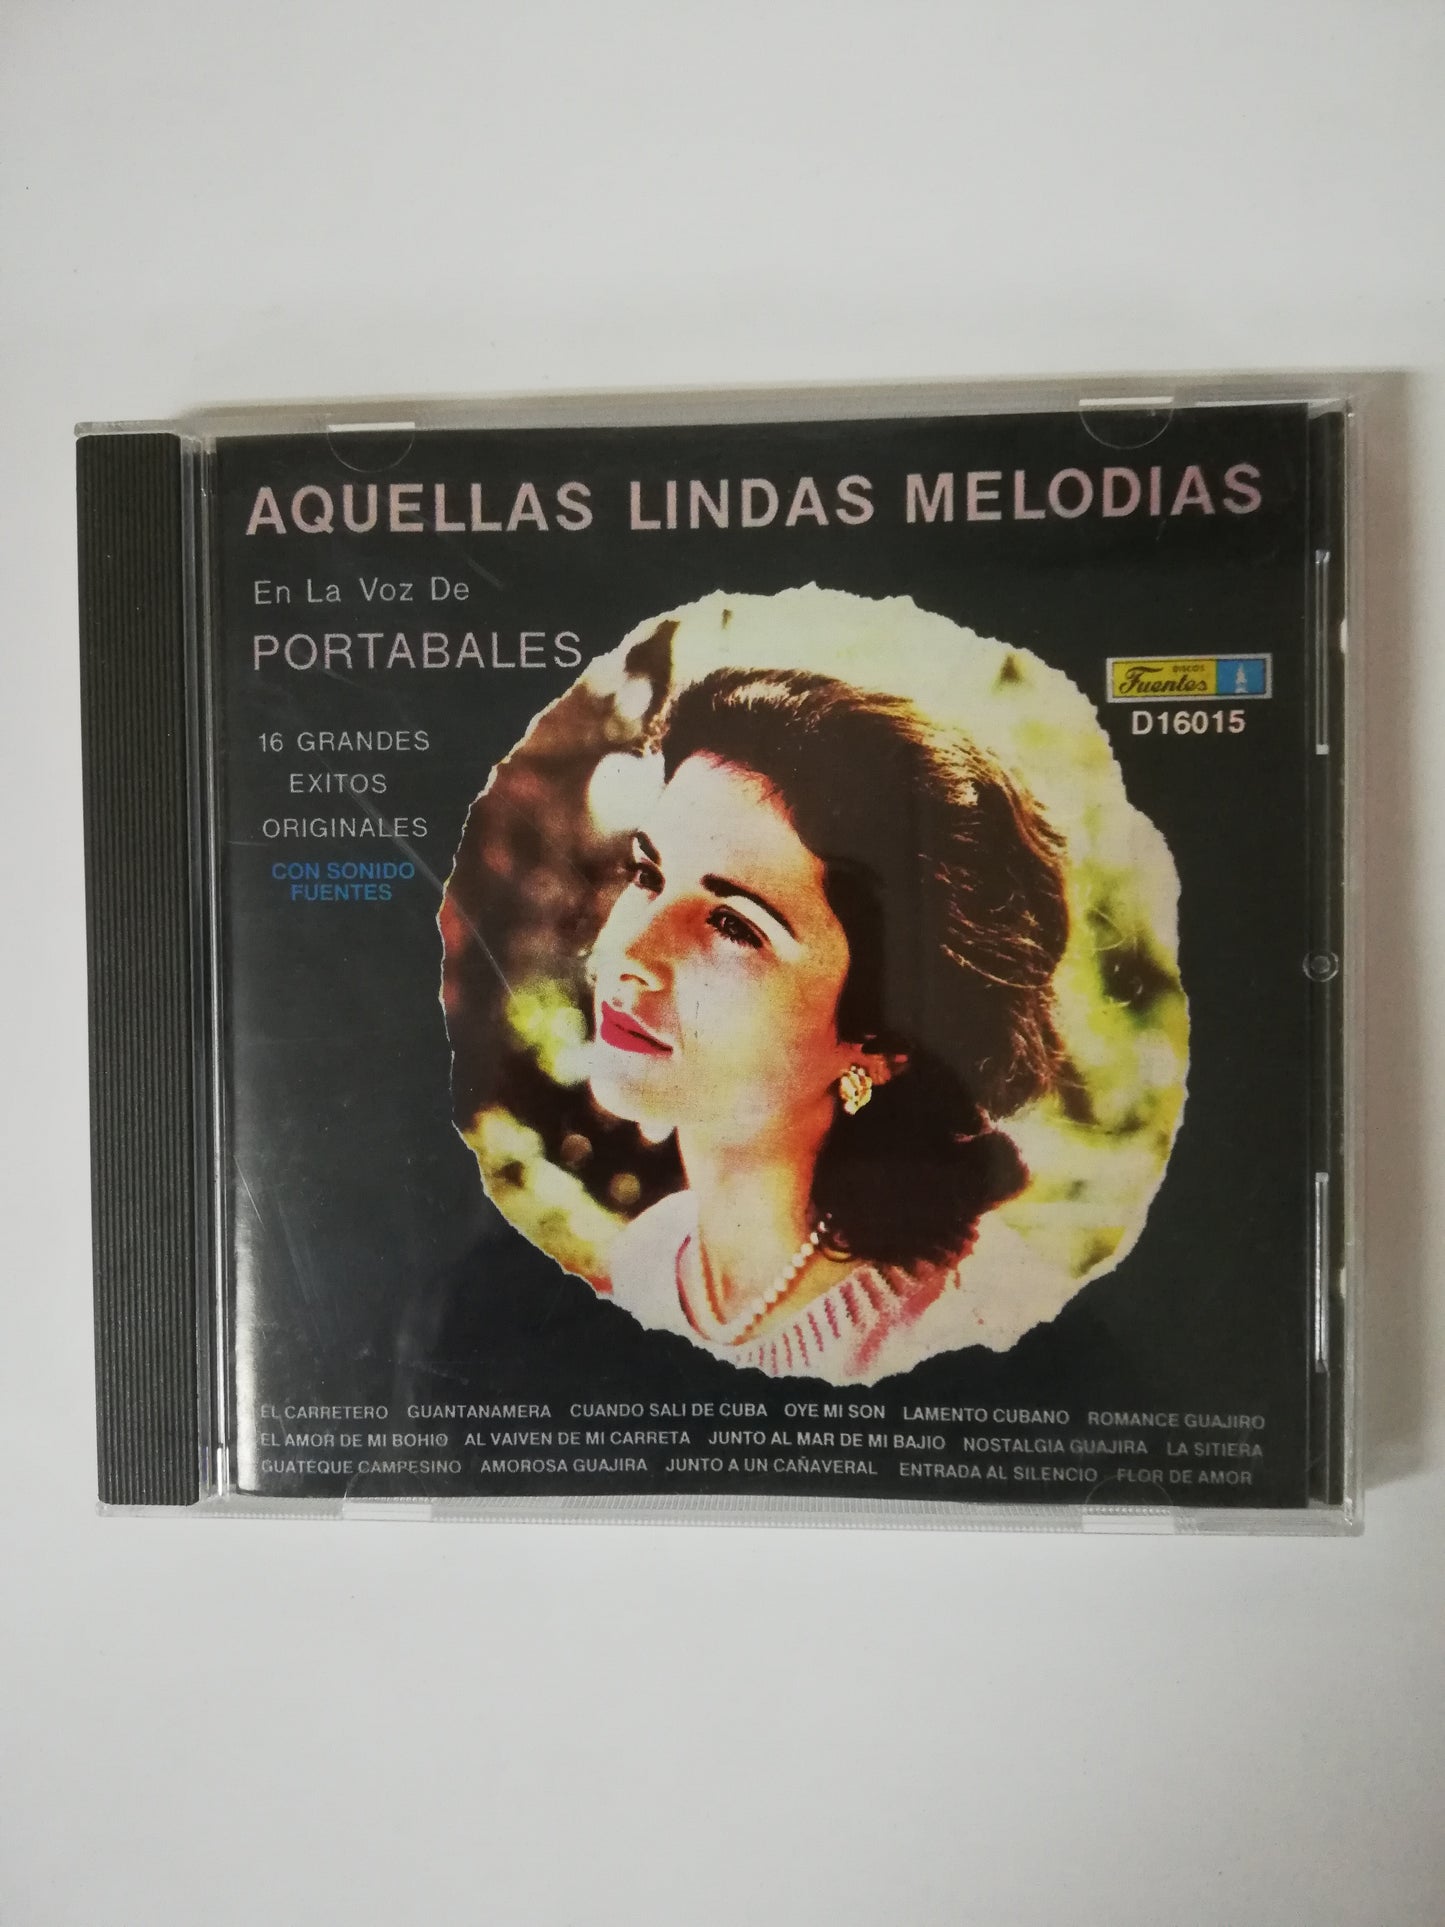 AQUELLAS LINDAS MELODIAS
En La Voz De
PORTABALES
DISCOS
Fuentes
D16015
16 GRANDES
EXITOS
ORIGINALES
CON SONIDO
FUENTES
EL CARRETERO GUANTANAMERA CUANDO SALI DE CUBA OYE MI SON LAMENTO CUBANO ROMANCE GUAJIRO
EL AMOR DE MI BOHIO AL VAIVEN DE MI CARRETA JUNTO AL MAR DE MI BAJIO NOSTALGIA GUAJIRA LA SITIERA
GUATEQUE CAMPESINO AMOROSA GUAJIRA JUNTO A UN CAÑAVERAL ENTRADA AL SILENCIO FLOR DE AMOR